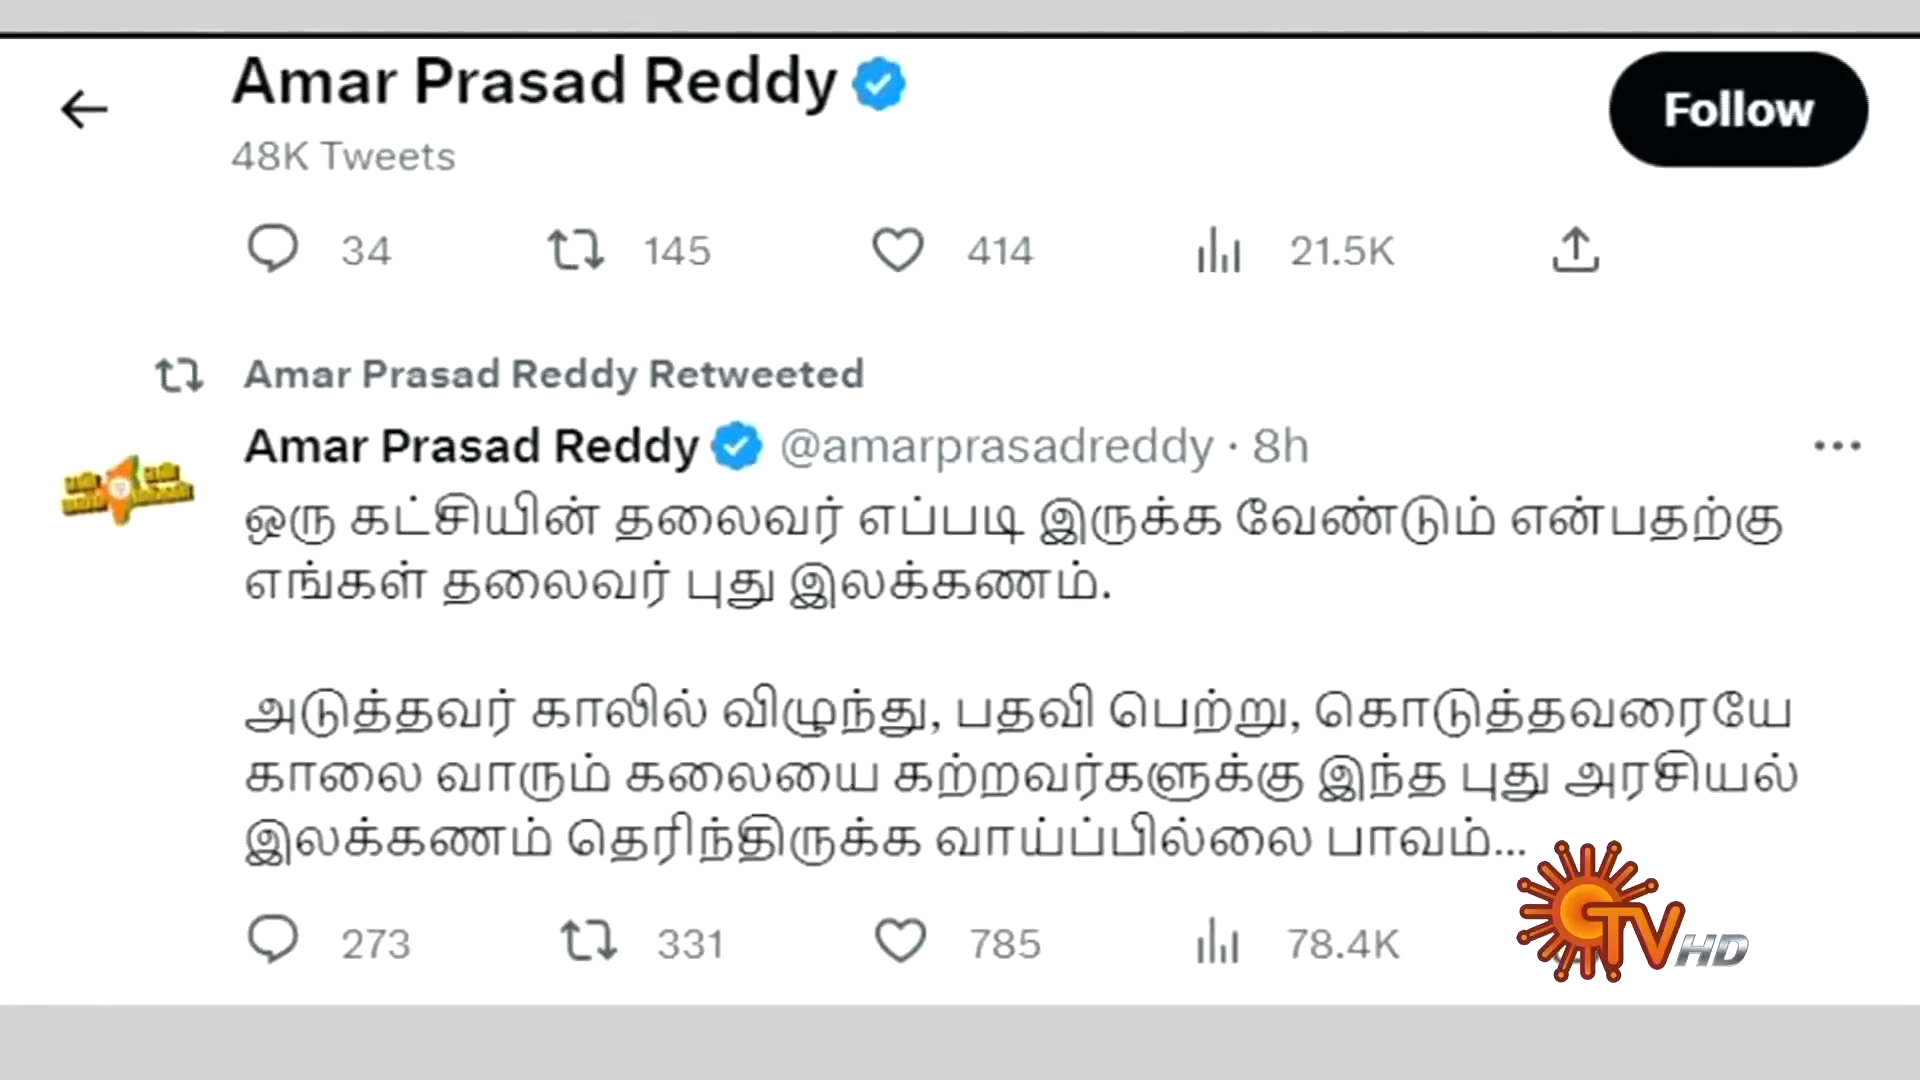 Amar Prasad Reddy
Follow
48K Tweets
34 145 414 21.5K
Amar Prasad Reddy Retweeted
Amar Prasad Reddy @amarprasadreddy · 8h
ஒரு கட்சியின் தலைவர் எப்படி இருக்க வேண்டும் என்பதற்கு
எங்கள் தலைவர் புது இலக்கணம்.
அடுத்தவர் காலில் விழுந்து, பதவி பெற்று, கொடுத்தவரையே
காலை வாரும் கலையை கற்றவர்களுக்கு இந்த புது அரசியல்
இலக்கணம் தெரிந்திருக்க வாய்ப்பில்லை பாவம்...
273 331 785 78.4K
TV HD